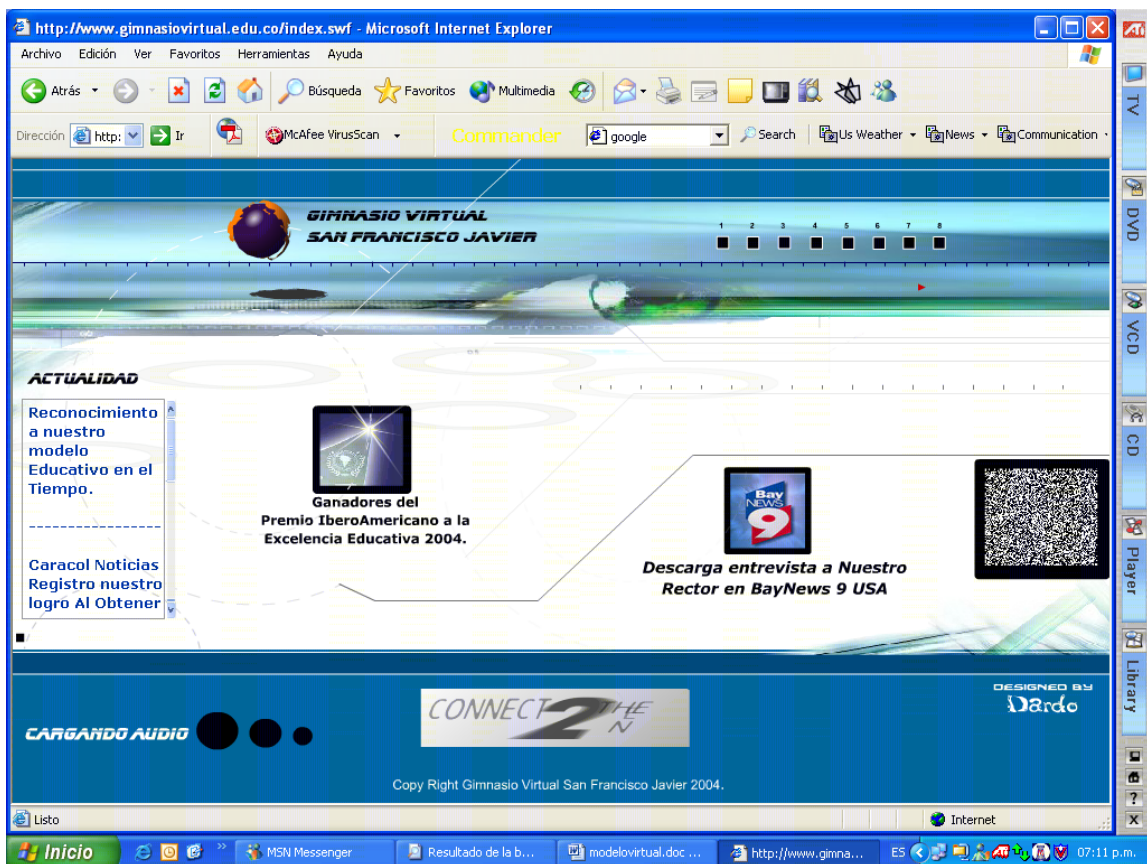 http://www.gimnasiovirtual.edu.co/index.swf - Microsoft Internet Explorer
Archivo Edición Ver Favoritos Herramientas Ayuda
Atrás Búsqueda Favoritos Multimedia
Dirección http: Ir McAfee VirusScan Commander google Search Us Weather News Communication
GIMNASIO VIRTUAL
SAN FRANCISCO JAVIER
1 2 3 4 5 6 7 8
ACTUALIDAD
Reconocimiento
a nuestro
modelo
Educativo en el
Tiempo.
--------------------
Caracol Noticias
Registro nuestro
logro Al Obtener
Ganadores del
Premio IberoAmericano a la
Excelencia Educativa 2004.
Bay
NEWS
9
Descarga entrevista a Nuestro
Rector en BayNews 9 USA
CARGANDO AUDIO
CONNECT 2 THE
N
DESIGNED BY
Dardo
Copy Right Gimnasio Virtual San Francisco Javier 2004.
Listo Internet
Inicio MSN Messenger Resultado de la b... modelovirtual.doc ... http://www.gimna... ES 07:11 p.m.
ATI
TV
DVD
VCD
CD
Player
Library
?
X